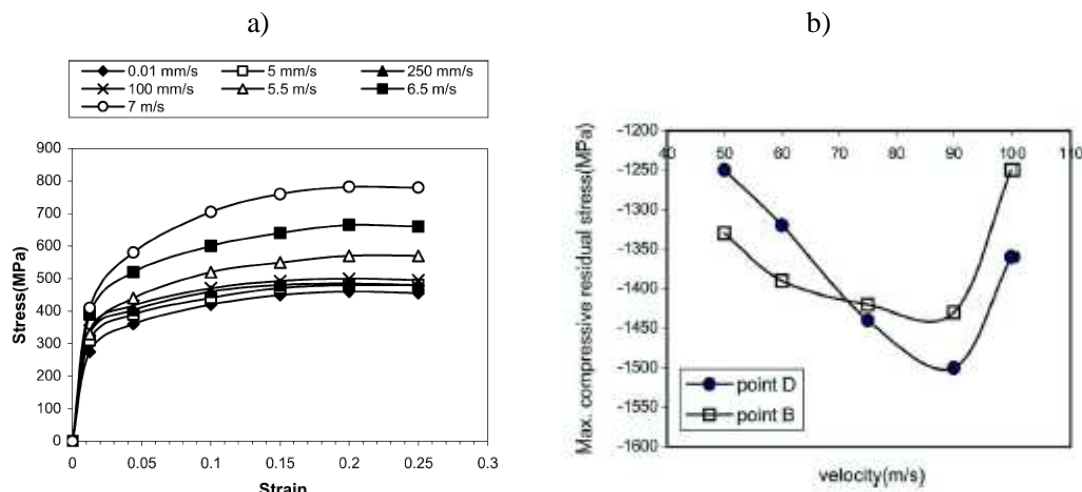 a)
b)
0.01 mm/s 5 mm/s 250 mm/s
100 mm/s 5.5 m/s 6.5 m/s
7 m/s
900
800
700
600
500
400
300
200
100
0
Stress(MPa)
0 0.05 0.1 0.15 0.2 0.25 0.3
Strain
-1200
-1250
-1300
-1350
-1400
-1450
-1500
-1550
-1600
Max. compressive residual stress(MPa)
40 50 60 70 80 90 100 110
point D
point B
velocity(m/s)